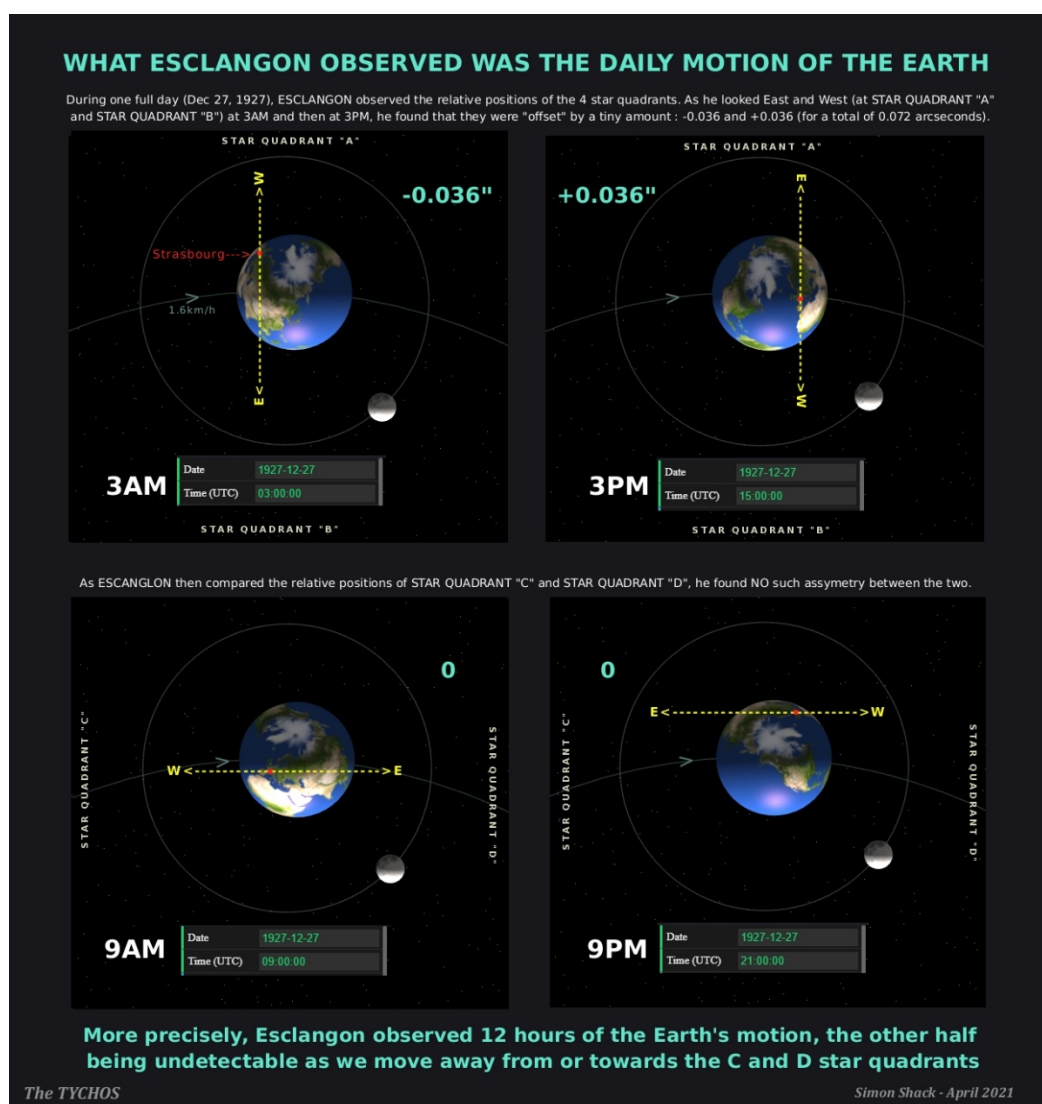 WHAT ESCLANGON OBSERVED WAS THE DAILY MOTION OF THE EARTH
During one full day (Dec 27, 1927), ESCLANGON observed the relative positions of the 4 star quadrants. As he looked East and West (at STAR QUADRANT "A"
and STAR QUADRANT "B") at 3AM and then at 3PM, he found that they were "offset" by a tiny amount : -0.036 and +0.036 (for a total of 0.072 arcseconds).
STAR QUADRANT "A"
W
-0.036"
Strasbourg--->
>
1.6km/h
E
3AM
Date 1927-12-27
Time (UTC) 03:00:00
STAR QUADRANT "B"
STAR QUADRANT "A"
E
+0.036"
>
W
3PM
Date 1927-12-27
Time (UTC) 15:00:00
STAR QUADRANT "B"
As ESCANGLON then compared the relative positions of STAR QUADRANT "C" and STAR QUADRANT "D", he found NO such assymetry between the two.
STAR QUADRANT "C"
0
>
W<------------------->E
STAR QUADRANT "D"
9AM
Date 1927-12-27
Time (UTC) 09:00:00
STAR QUADRANT "C"
0
E<------------------->W
>
STAR QUADRANT "D"
9PM
Date 1927-12-27
Time (UTC) 21:00:00
More precisely, Esclangon observed 12 hours of the Earth's motion, the other half
being undetectable as we move away from or towards the C and D star quadrants
The TYCHOS
Simon Shack - April 2021